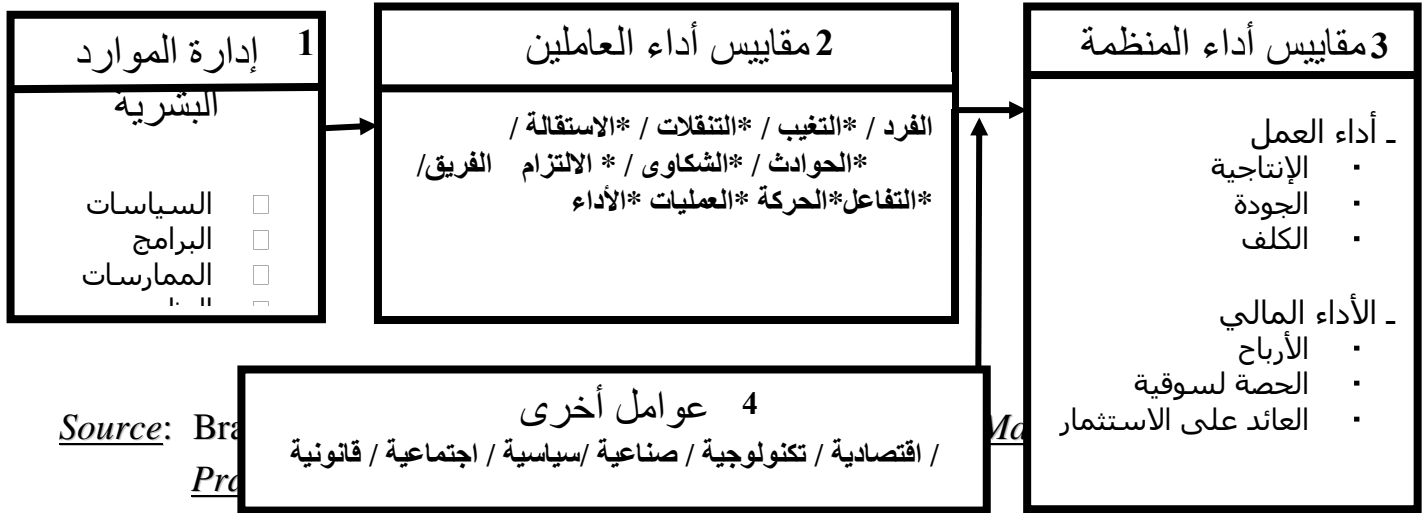 1 إدارة الموارد
البشرية
السياسات
البرامج
الممارسات
2 مقاييس أداء العاملين
الفرد / *التغيب / *التنقلات / *الاستقالة /
*الحوادث / *الشكاوى / * الالتزام الفريق/
*التفاعل*الحركة *العمليات *الأداء
3 مقاييس أداء المنظمة
ـ أداء العمل
▪ الإنتاجية
▪ الجودة
▪ الكلف
ـ الأداء المالي
▪ الأرباح
▪ الحصة لسوقية
▪ العائد على الاستثمار
4 عوامل أخرى
/ اقتصادية / تكنولوجية / صناعية /سياسية / اجتماعية / قانونية
Source: